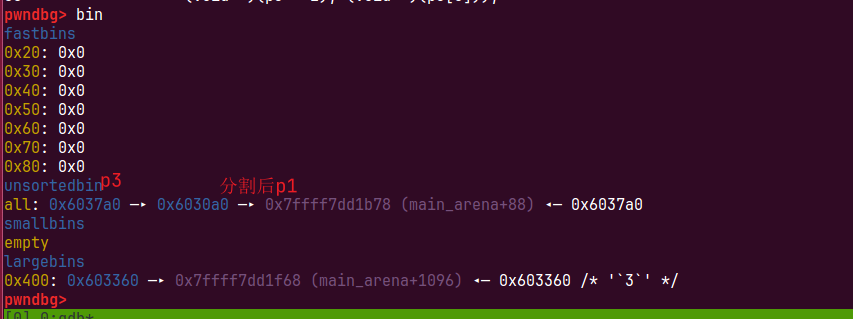 pwndbg> bin
fastbins
0x20: 0x0
0x30: 0x0
0x40: 0x0
0x50: 0x0
0x60: 0x0
0x70: 0x0
0x80: 0x0
unsortedbin p3 分割后p1
all: 0x6037a0 —▸ 0x6030a0 —▸ 0x7ffff7dd1b78 (main_arena+88) ◂— 0x6037a0
smallbins
empty
largebins
0x400: 0x603360 —▸ 0x7ffff7dd1f68 (main_arena+1096) ◂— 0x603360 /* '`3`' */
pwndbg>
[0] 0:gdb*